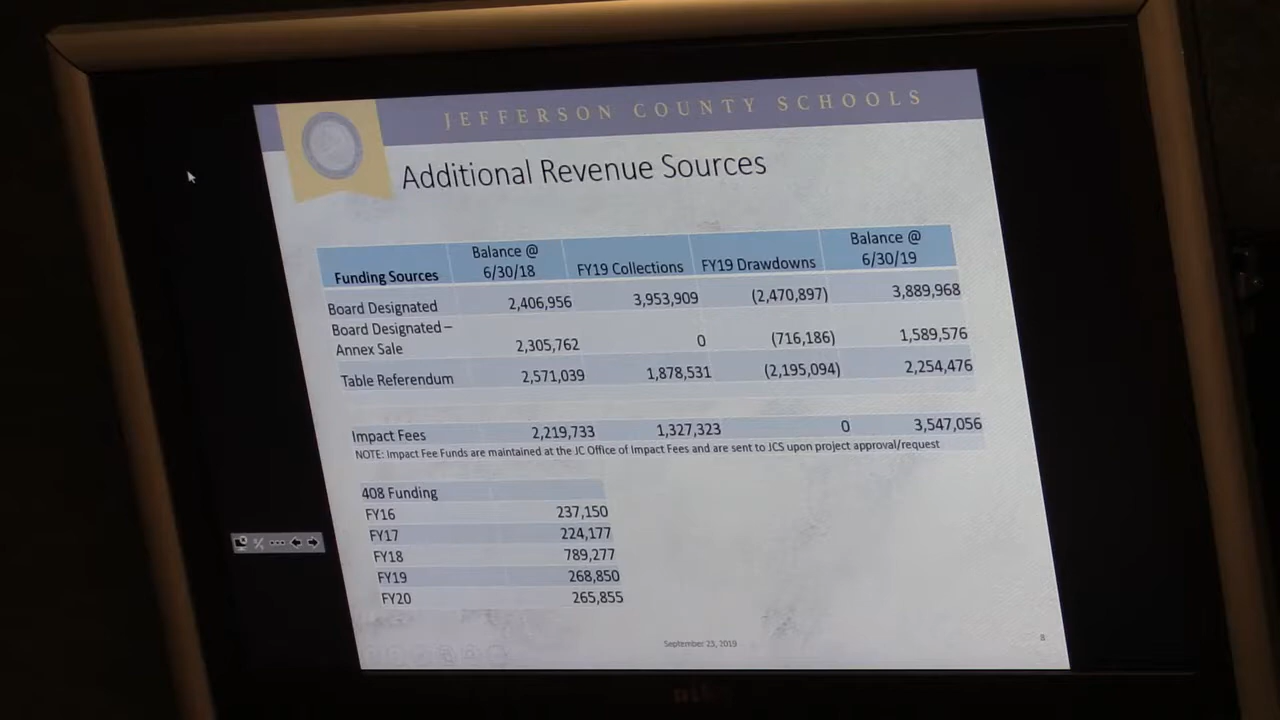 JEFFERSON COUNTY SCHOOLS
Additional Revenue Sources
Funding Sources Balance @ 6/30/18 FY19 Collections FY19 Drawdowns Balance @ 6/30/19
Board Designated 2,406,956 3,953,909 (2,470,897) 3,889,968
Board Designated –
Annex Sale 2,305,762 0 (716,186) 1,589,576
Table Referendum 2,571,039 1,878,531 (2,195,094) 2,254,476
Impact Fees 2,219,733 1,327,323 0 3,547,056
NOTE: Impact Fee Funds are maintained at the JC Office of Impact Fees and are sent to JCS upon project approval/request
408 Funding
FY16 237,150
FY17 224,177
FY18 789,277
FY19 268,850
FY20 265,855
September 23, 2019 8